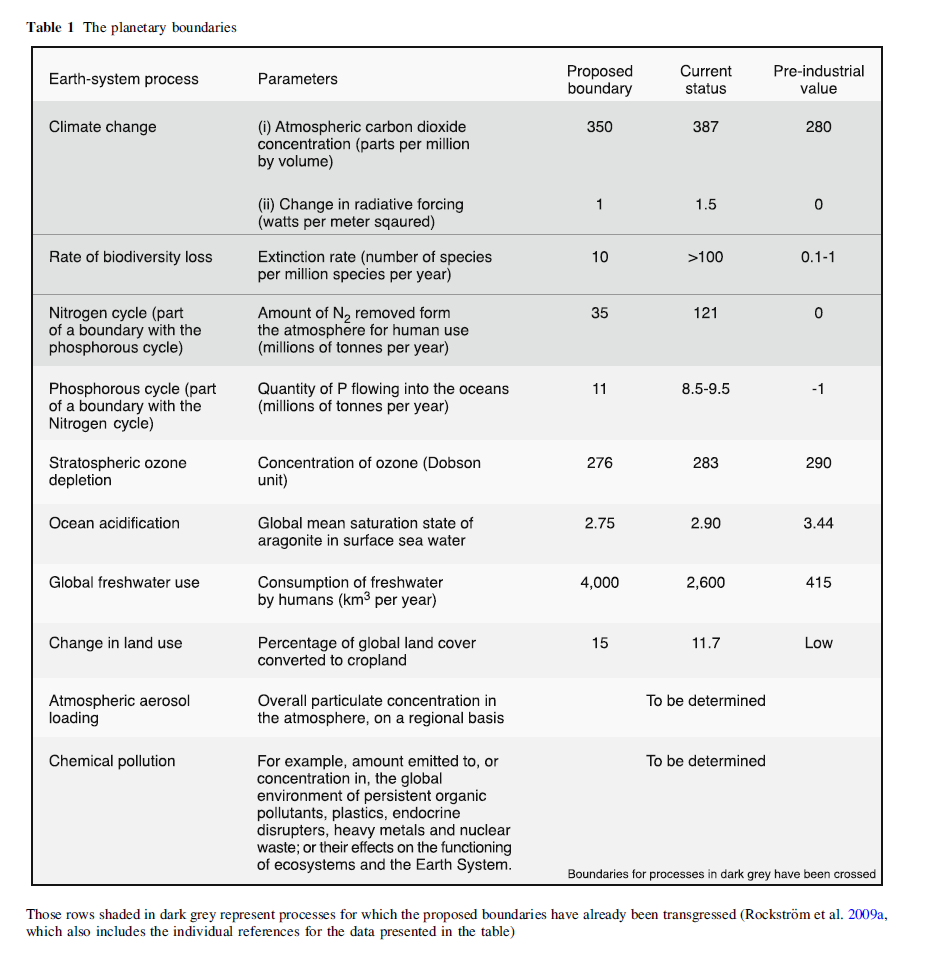 Table 1 The planetary boundaries
Earth-system process Parameters Proposed boundary Current status Pre-industrial value
Climate change (i) Atmospheric carbon dioxide 350 387 280
concentration (parts per million
by volume)
(ii) Change in radiative forcing 1 1.5 0
(watts per meter sqaured)
Rate of biodiversity loss Extinction rate (number of species 10 >100 0.1-1
per million species per year)
Nitrogen cycle (part Amount of N2 removed form 35 121 0
of a boundary with the the atmosphere for human use
phosphorous cycle) (millions of tonnes per year)
Phosphorous cycle (part Quantity of P flowing into the oceans 11 8.5-9.5 -1
of a boundary with the (millions of tonnes per year)
Nitrogen cycle)
Stratospheric ozone Concentration of ozone (Dobson 276 283 290
depletion unit)
Ocean acidification Global mean saturation state of 2.75 2.90 3.44
aragonite in surface sea water
Global freshwater use Consumption of freshwater 4,000 2,600 415
by humans (km3 per year)
Change in land use Percentage of global land cover 15 11.7 Low
converted to cropland
Atmospheric aerosol Overall particulate concentration in To be determined
loading the atmosphere, on a regional basis
Chemical pollution For example, amount emitted to, or To be determined
concentration in, the global
environment of persistent organic
pollutants, plastics, endocrine
disrupters, heavy metals and nuclear
waste; or their effects on the functioning
of ecosystems and the Earth System.
Boundaries for processes in dark grey have been crossed
Those rows shaded in dark grey represent processes for which the proposed boundaries have already been transgressed (Rockström et al. 2009a,
which also includes the individual references for the data presented in the table)